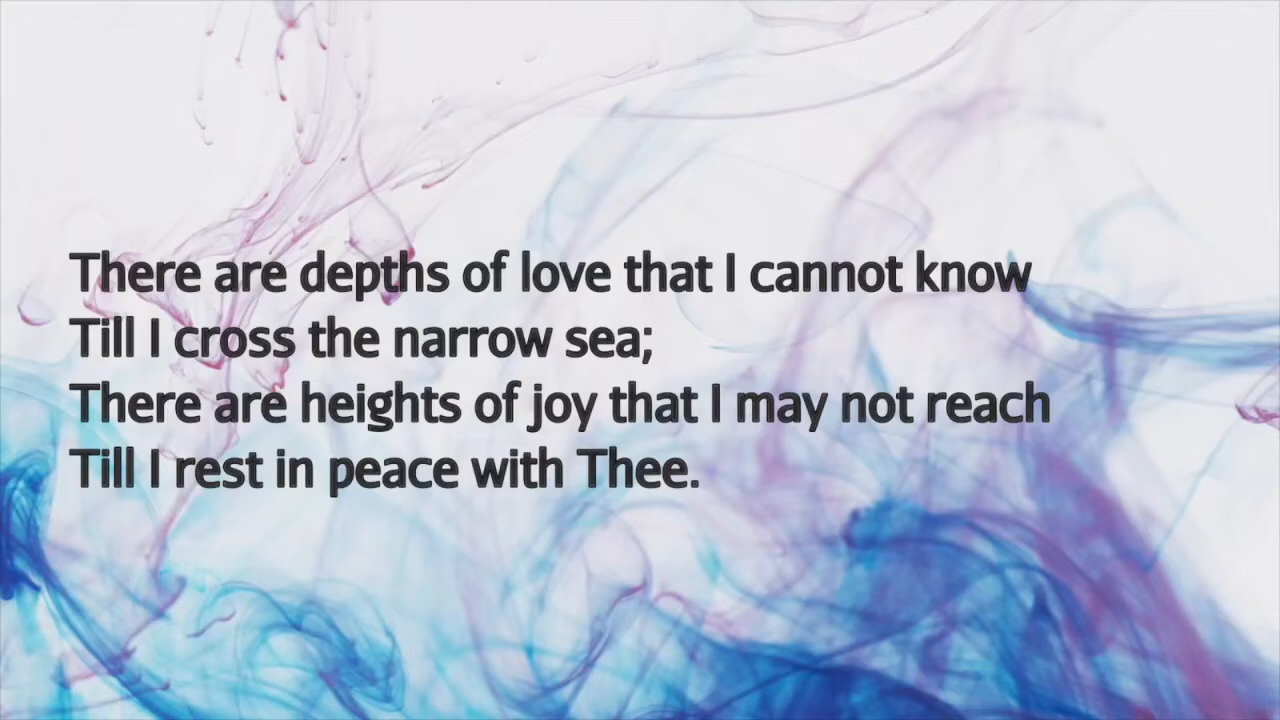 There are depths of love that I cannot know
Till I cross the narrow sea;
There are heights of joy that I may not reach
Till I rest in peace with Thee.